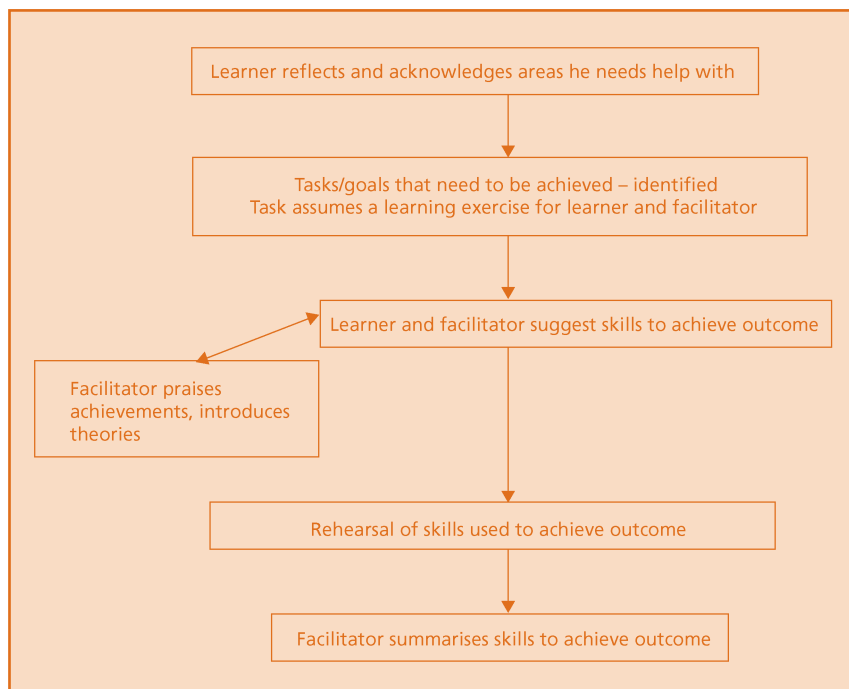 Learner reflects and acknowledges areas he needs help with
Tasks/goals that need to be achieved – identified
Task assumes a learning exercise for learner and facilitator
Learner and facilitator suggest skills to achieve outcome
Facilitator praises
achievements, introduces
theories
Rehearsal of skills used to achieve outcome
Facilitator summarises skills to achieve outcome